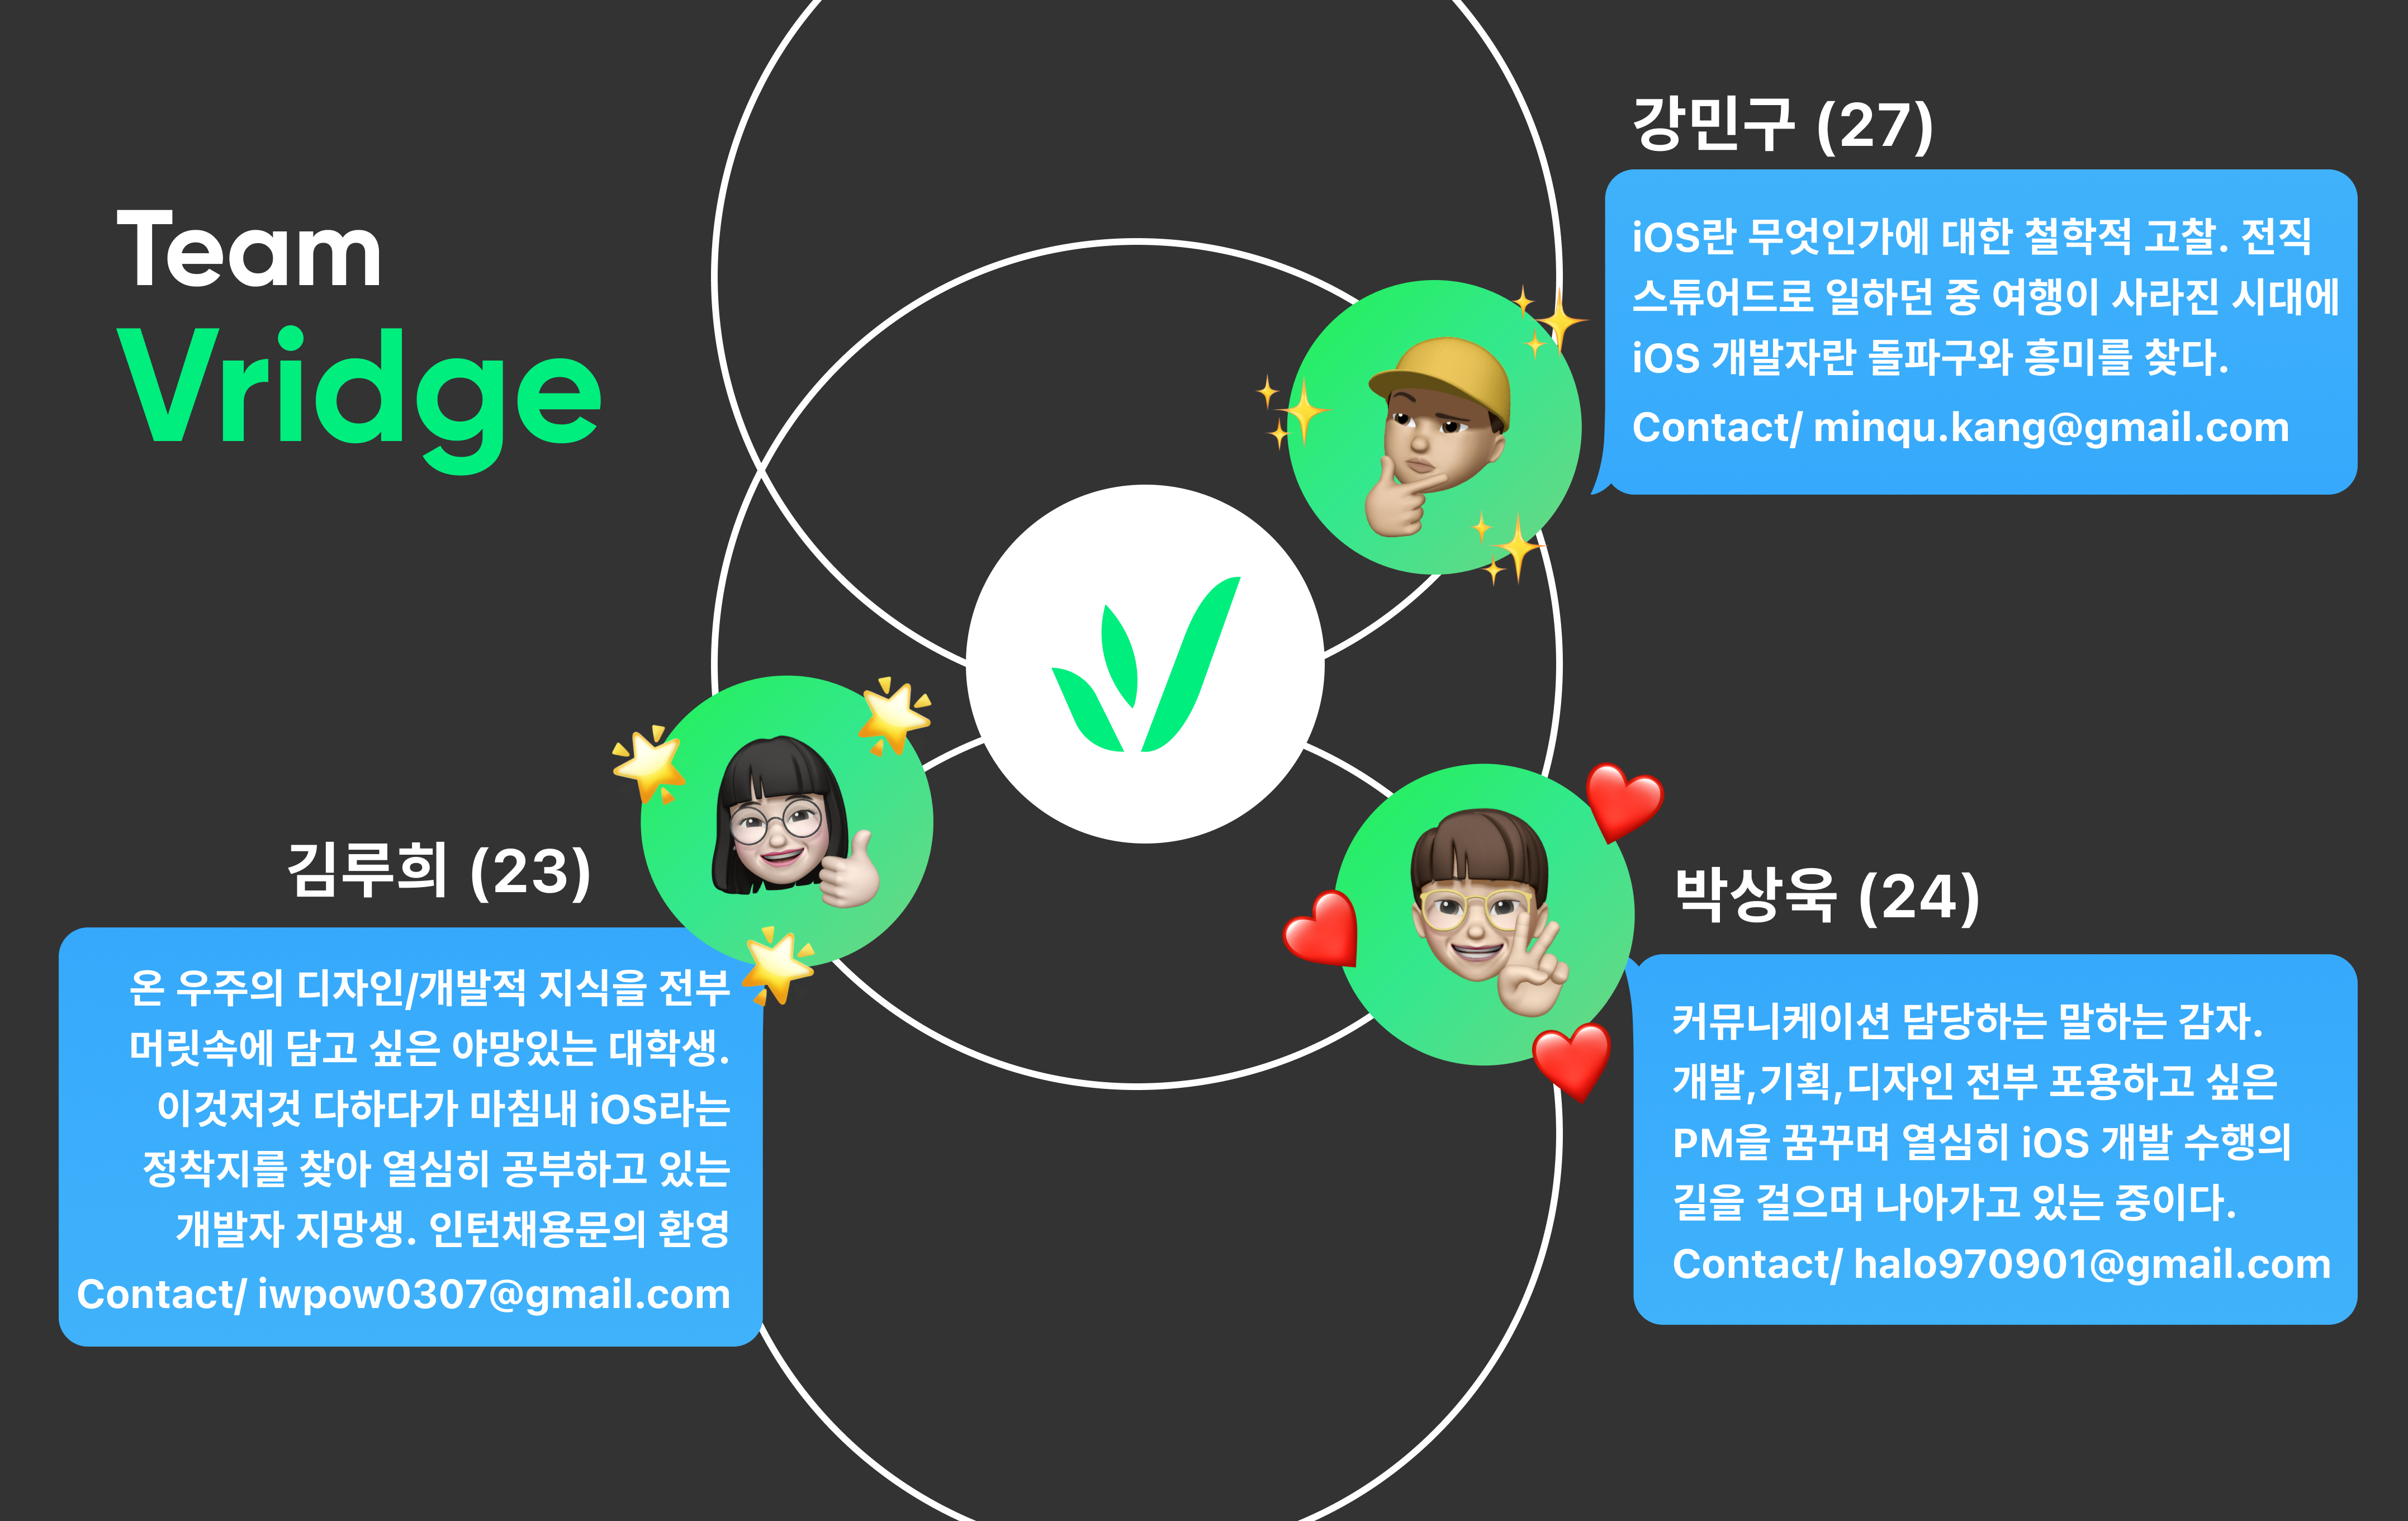 Team
Vridge
강민구 (27)
iOS란 무엇인가에 대한 철학적 고찰. 전직
스튜어드로 일하던 중 여행이 사라진 시대에
iOS 개발자란 돌파구와 흥미를 찾다.
Contact/ minqu.kang@gmail.com
김루희 (23)
온 우주의 디자인/개발적 지식을 전부
머릿속에 담고 싶은 야망있는 대학생.
이것저것 다하다가 마침내 iOS라는
정착지를 찾아 열심히 공부하고 있는
개발자 지망생. 인턴채용문의 환영
Contact/ iwpow0307@gmail.com
박상욱 (24)
커뮤니케이션 담당하는 말하는 감자.
개발,기획,디자인 전부 포용하고 싶은
PM을 꿈꾸며 열심히 iOS 개발 수행의
길을 걸으며 나아가고 있는 중이다.
Contact/ halo970901@gmail.com